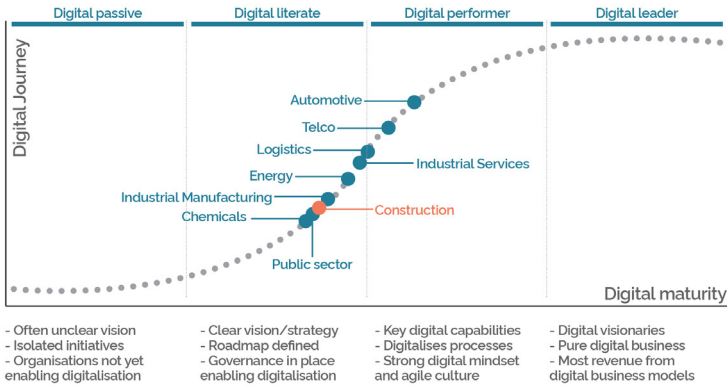 Digital passive
Digital literate
Digital performer
Digital leader
Digital Journey
Automotive
Telco
Logistics
Industrial Services
Energy
Industrial Manufacturing
Construction
Chemicals
Public sector
Digital maturity
- Often unclear vision
- Isolated initiatives
- Organisations not yet
enabling digitalisation
- Clear vision/strategy
- Roadmap defined
- Governance in place
enabling digitalisation
- Key digital capabilities
- Digitalises processes
- Strong digital mindset
and agile culture
- Digital visionaries
- Pure digital business
- Most revenue from
digital business models